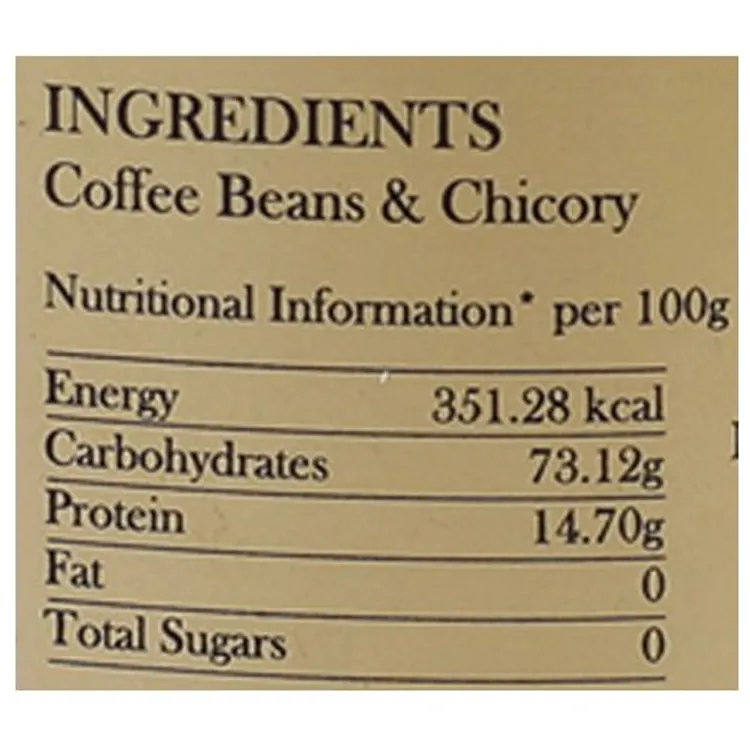 INGREDIENTS
Coffee Beans & Chicory
Nutritional Information* per 100g
Energy 351.28 kcal
Carbohydrates 73.12g
Protein 14.70g
Fat 0
Total Sugars 0